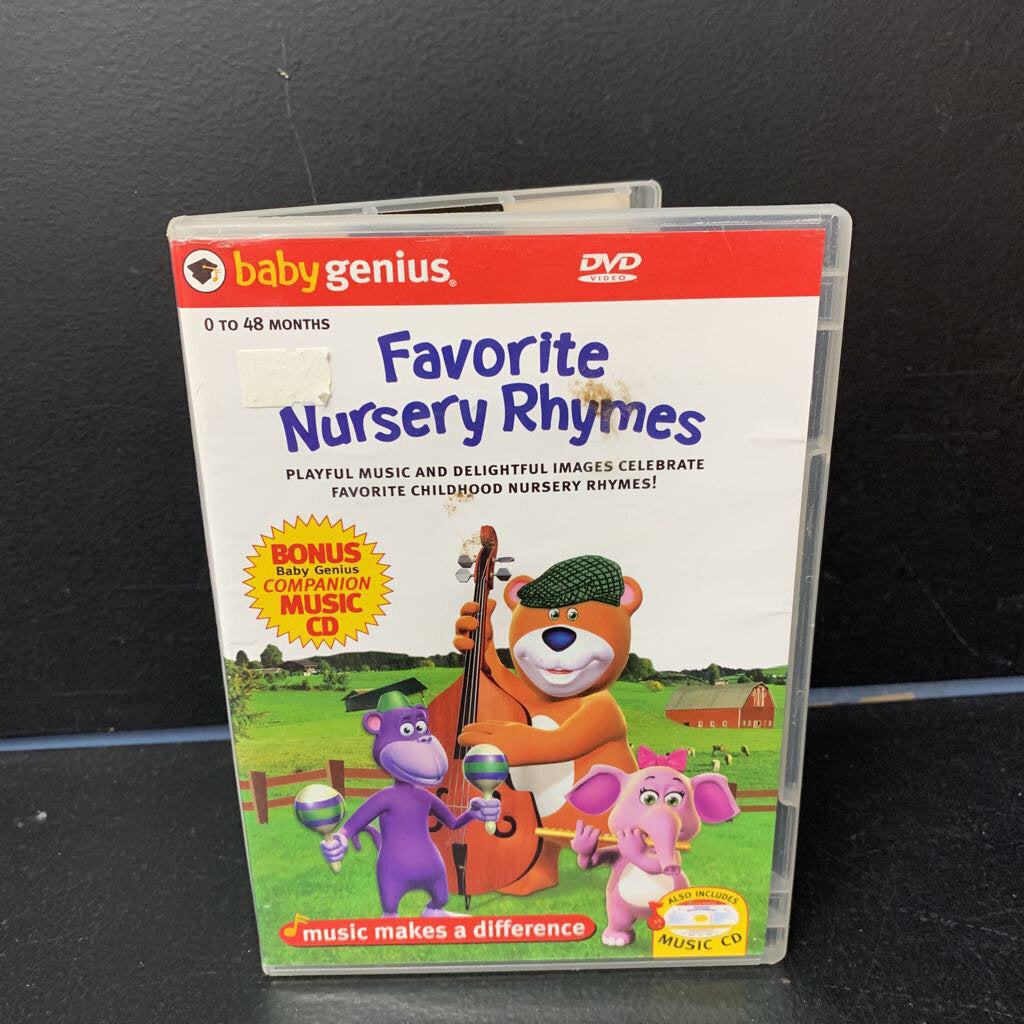 baby genius®
DVD
VIDEO
0 TO 48 MONTHS
Favorite
Nursery Rhymes
PLAYFUL MUSIC AND DELIGHTFUL IMAGES CELEBRATE
FAVORITE CHILDHOOD NURSERY RHYMES!
BONUS
Baby Genius
COMPANION
MUSIC
CD
music makes a difference
ALSO INCLUDES
MUSIC CD